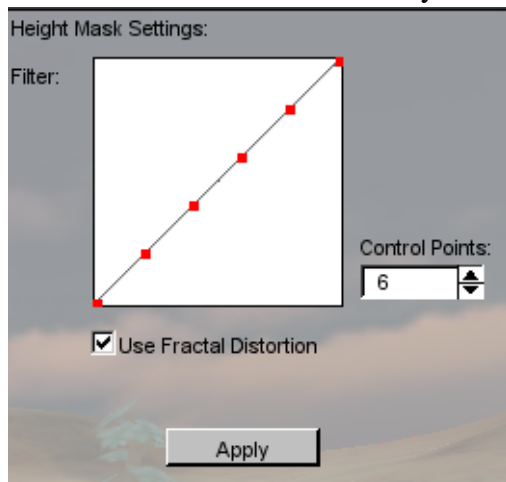 Height Mask Settings:
Filter:
Control Points:
6
Use Fractal Distortion
Apply